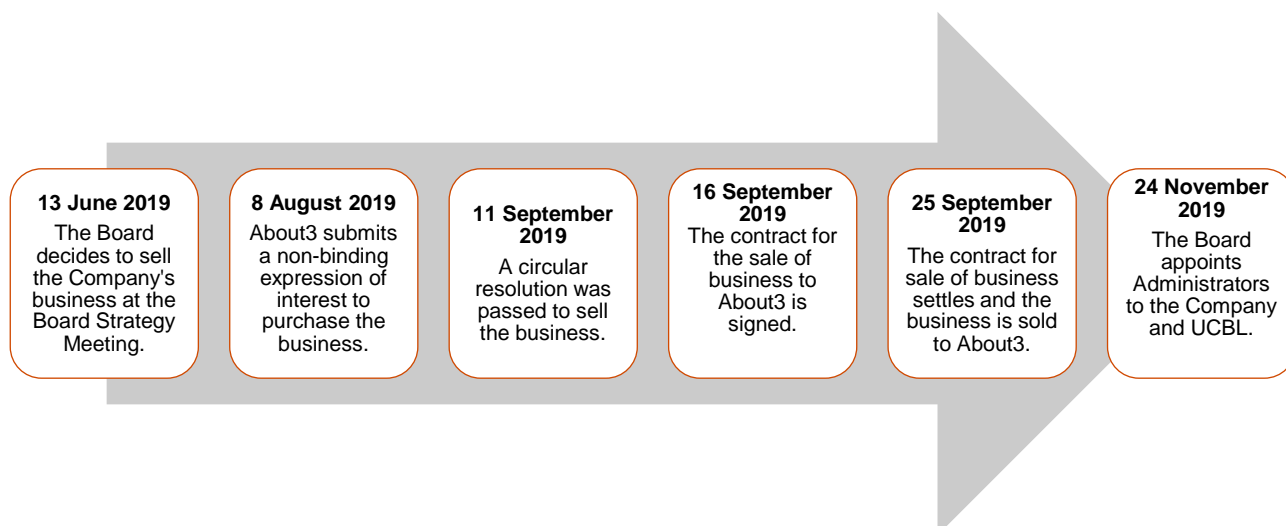 13 June 2019
The Board
decides to sell
the Company's
business at the
Board Strategy
Meeting.
8 August 2019
About3 submits
a non-binding
expression of
interest to
purchase the
business.
11 September
2019
A circular
resolution was
passed to sell
the business.
16 September
2019
The contract for
the sale of
business to
About3 is
signed.
25 September
2019
The contract for
sale of business
settles and the
business is sold
to About3.
24 November
2019
The Board
appoints
Administrators
to the Company
and UCBL.